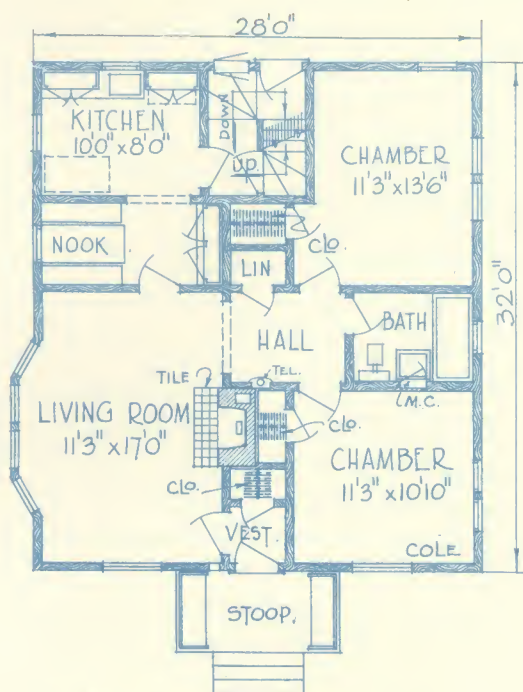 28'0"
KITCHEN
10'0" x 8'0"
DOWN
UP.
CHAMBER
11'3" x 13'6"
NOOK
CLO.
LIN
32'0"
HALL
BATH
TEL.
TILE
M.C.
LIVING ROOM
11'3" x 17'0"
CLO.
CHAMBER
11'3" x 10'10"
CLO.
VEST.
COLE
STOOP.